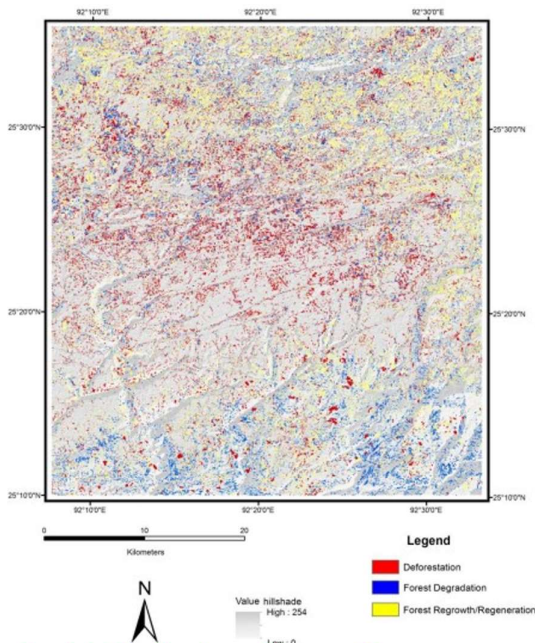 92°10'0"E 92°20'0"E 92°30'0"E
25°30'0"N 25°30'0"N
25°20'0"N 25°20'0"N
25°10'0"N 25°10'0"N
92°10'0"E 92°20'0"E 92°30'0"E
0 10 20
Kilometers
Legend
Deforestation
Forest Degradation
Forest Regrowth/Regeneration
N
Value hillshade
High : 254
Low : 0